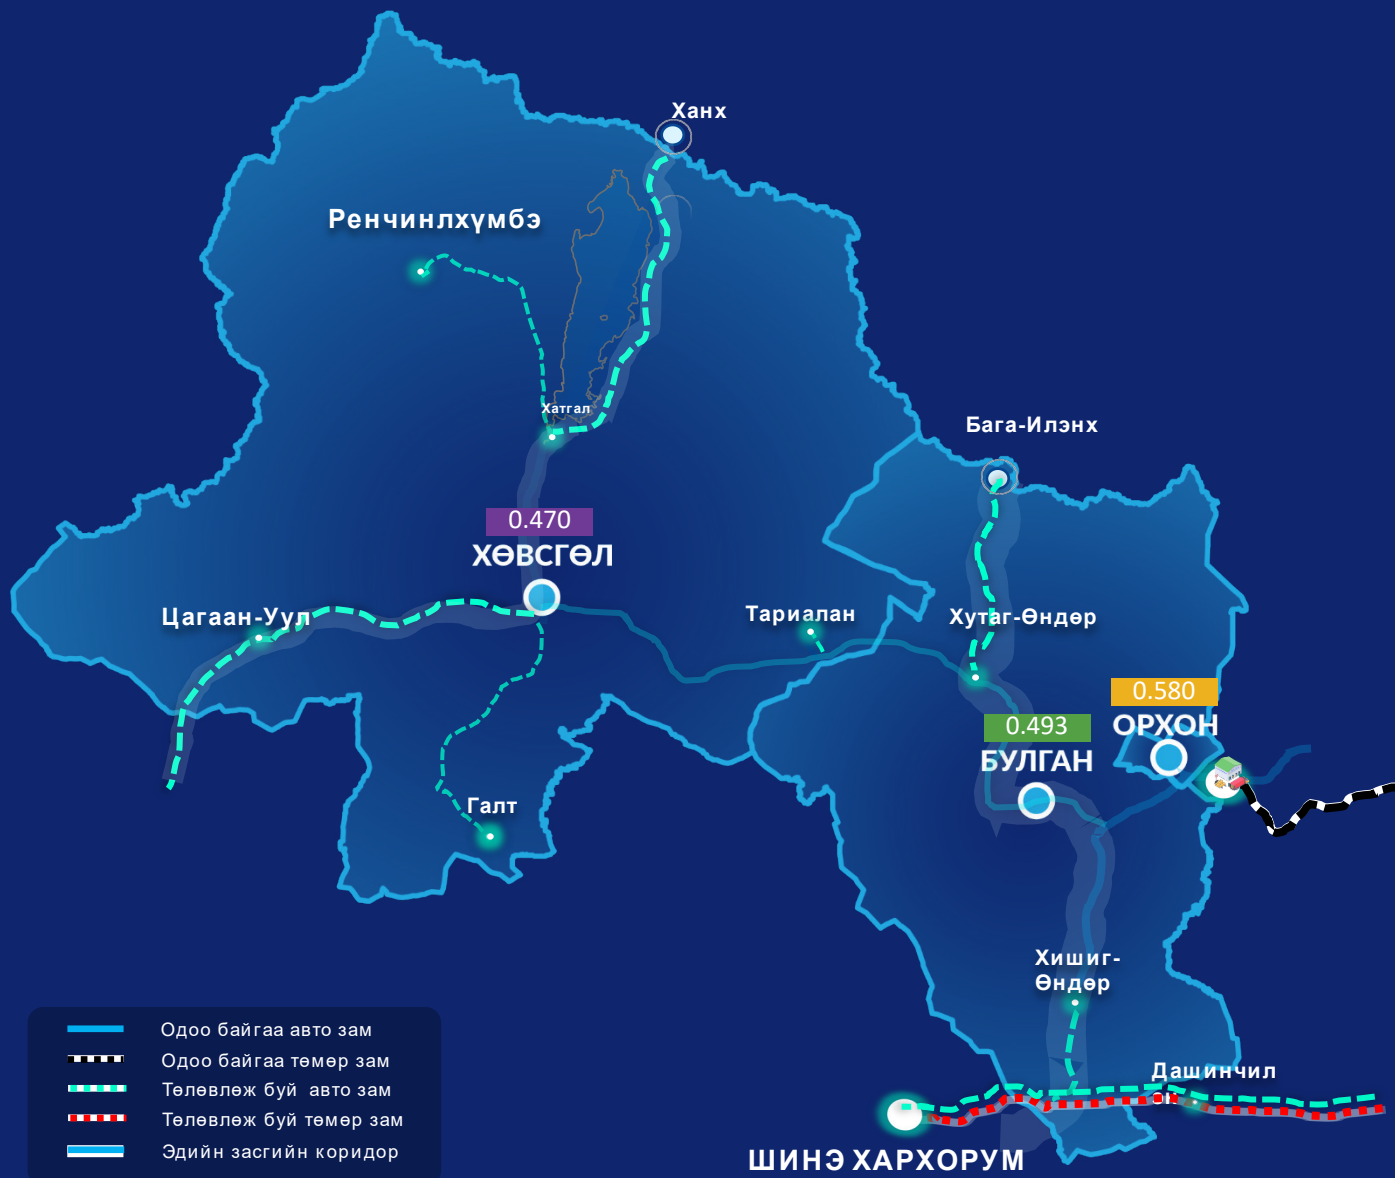 Ханх
Ренчинлхүмбэ
Хатгал
Бага-Илэнх
0.470
ХӨВСГӨЛ
Цагаан-Уул
Тариалан
Хутаг-Өндөр
0.580
ОРХОН
0.493
БУЛГАН
Галт
Хишиг-
Өндөр
Дашинчил
ШИНЭ ХАРХОРУМ
Одоо байгаа авто зам
Одоо байгаа төмөр зам
Төлөвлөж буй авто зам
Төлөвлөж буй төмөр зам
Эдийн засгийн коридор